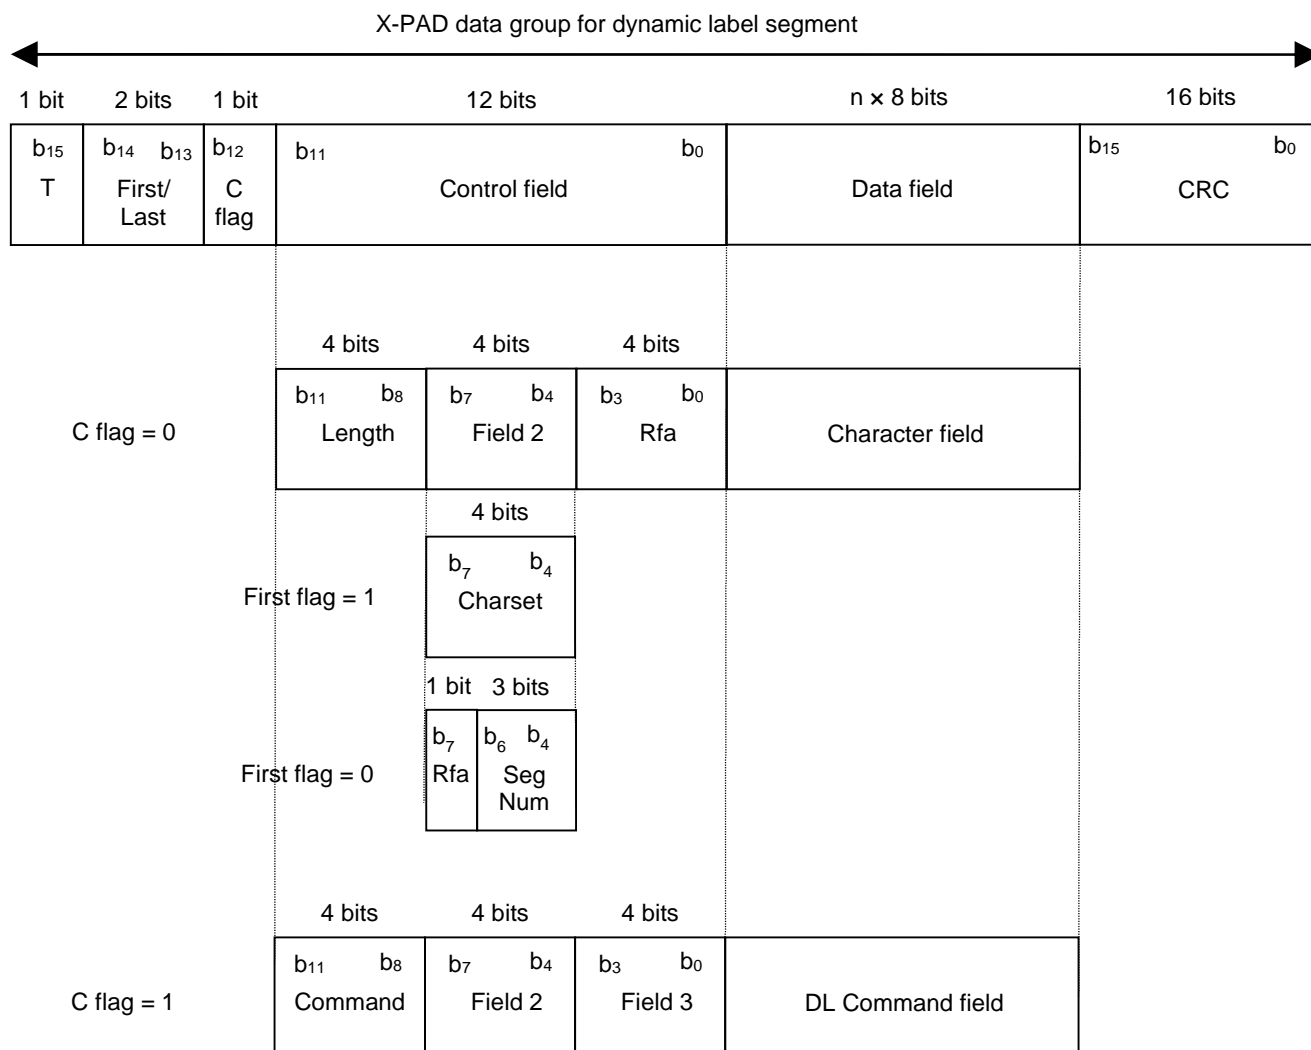 X-PAD data group for dynamic label segment
1 bit 2 bits 1 bit 12 bits n × 8 bits 16 bits
b15 b14 b13 b12 b11 b0 b15 b0
T First/ C Control field Data field CRC
Last flag
4 bits 4 bits 4 bits
b11 b8 b7 b4 b3 b0
C flag = 0 Length Field 2 Rfa Character field
4 bits
b7 b4
First flag = 1 Charset
1 bit 3 bits
b7 b6 b4
First flag = 0 Rfa Seg
Num
4 bits 4 bits 4 bits
b11 b8 b7 b4 b3 b0
C flag = 1 Command Field 2 Field 3 DL Command field